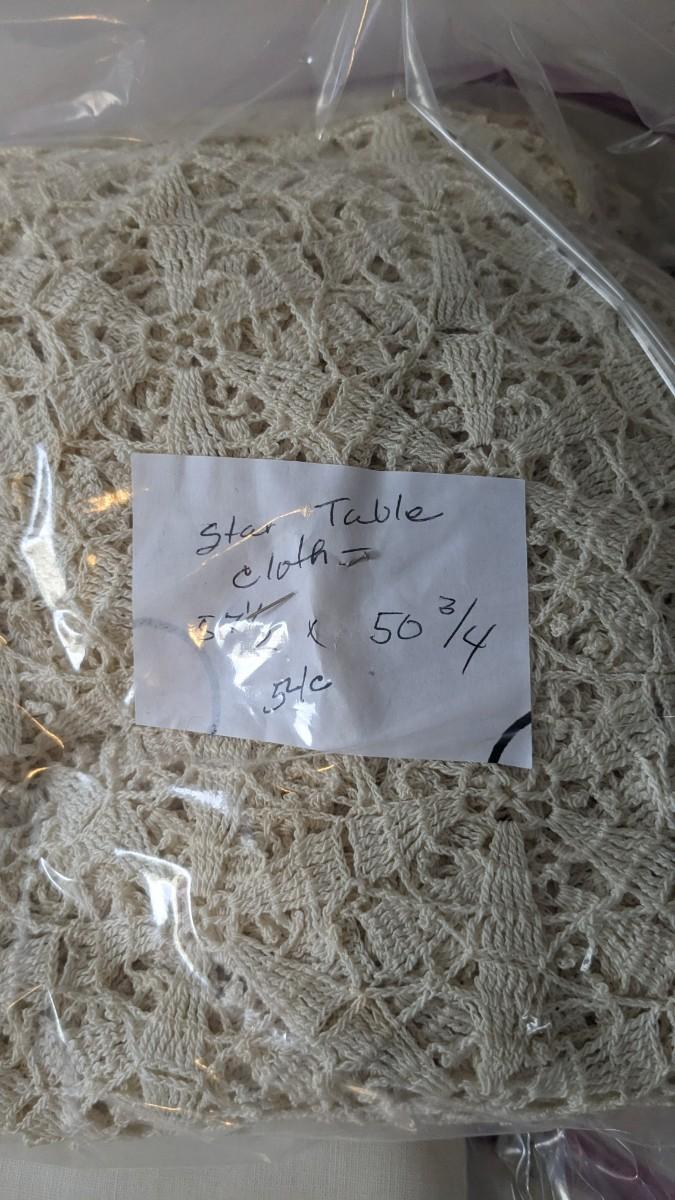 Star Table
cloth –
x 50 3/4